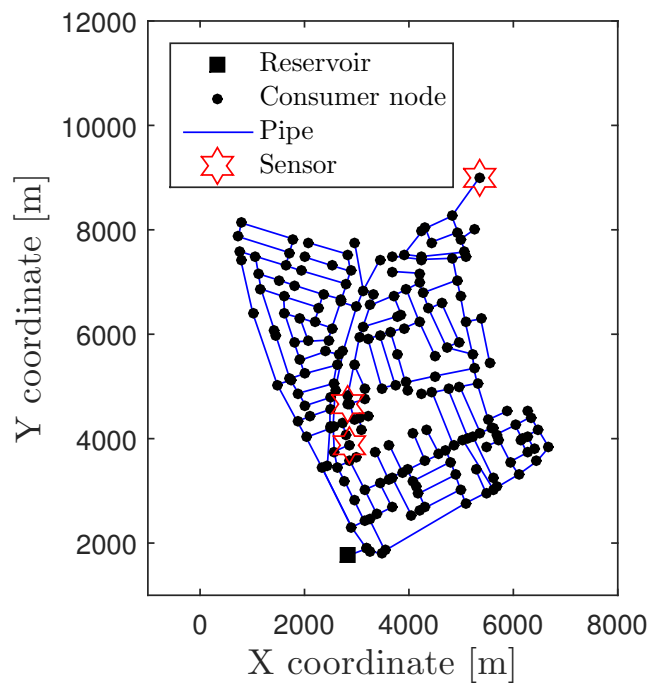 12000
10000
8000
6000
4000
2000
Y coordinate [m]
Reservoir
Consumer node
Pipe
Sensor
0 2000 4000 6000 8000
X coordinate [m]